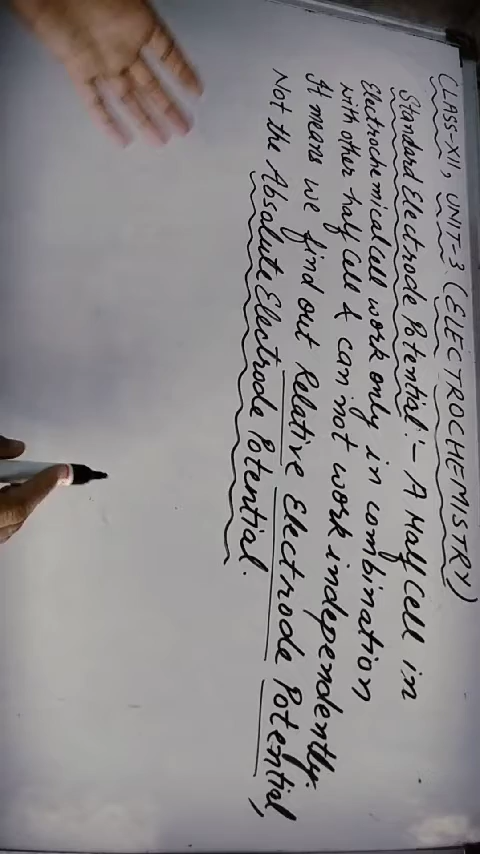 CLASS-XII, UNIT-3 (ELECTROCHEMISTRY)
Standard Electrode Potential:- A Half Cell in
Electrochemical cell work only in combination
with other half cell & can not work independently
It means we find out Relative Electrode Potential,
Not the Absolute Electrode Potential.